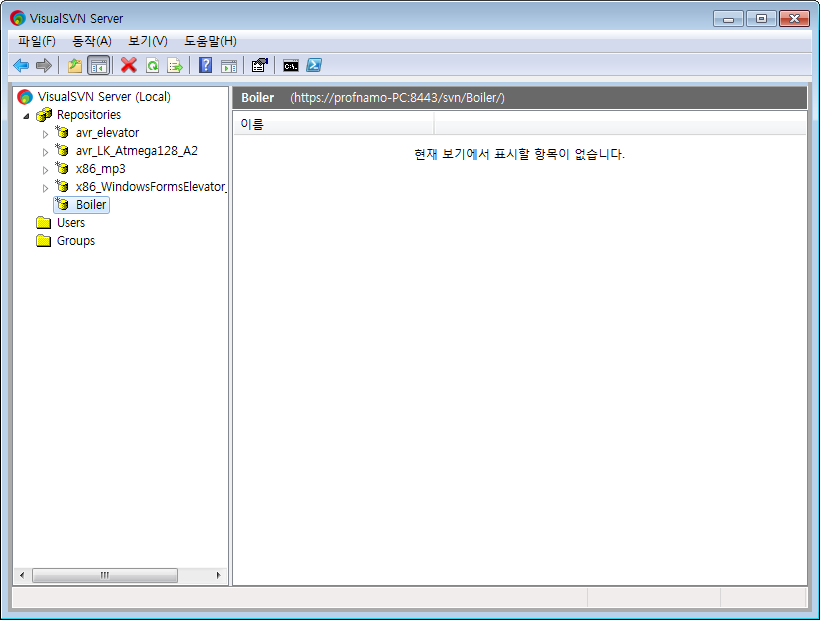 VisualSVN Server
파일(F) 동작(A) 보기(V) 도움말(H)
VisualSVN Server (Local)
Repositories
avr_elevator
avr_LK_Atmega128_A2
x86_mp3
x86_WindowsFormsElevator_
Boiler
Users
Groups
Boiler (https://profnamo-PC:8443/svn/Boiler/)
이름
현재 보기에서 표시할 항목이 없습니다.